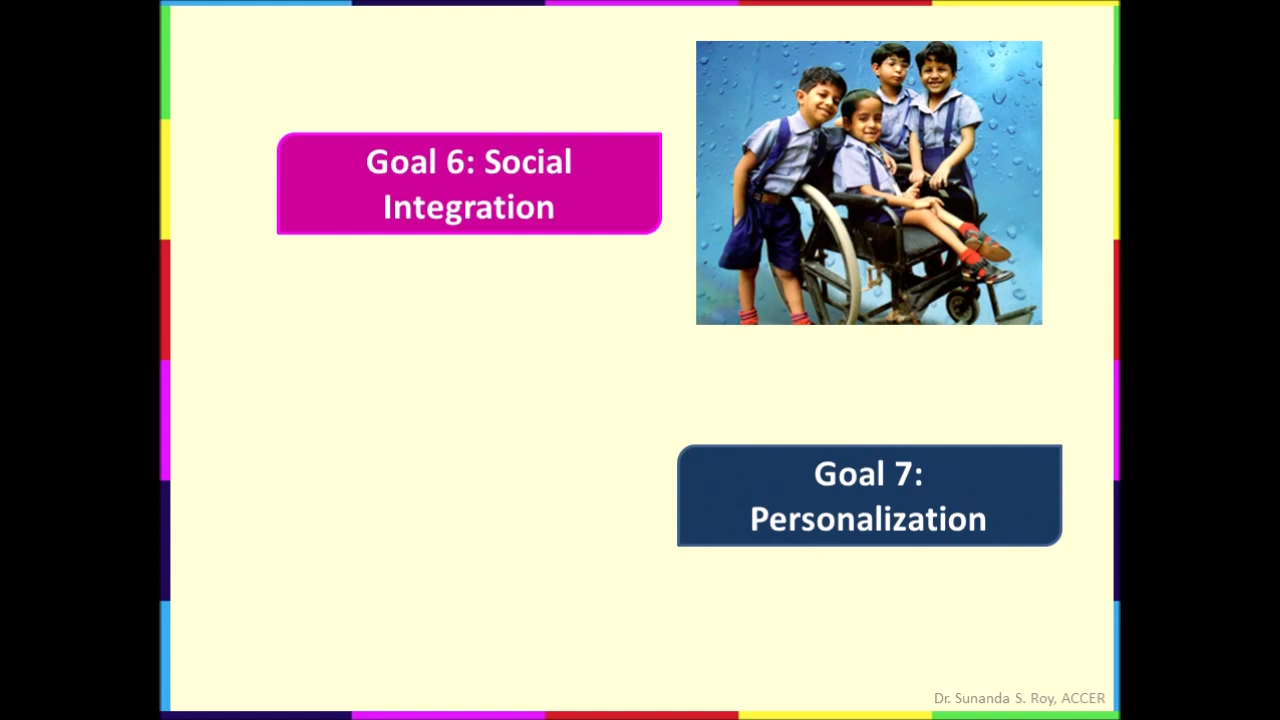 Goal 6: Social
Integration
Goal 7:
Personalization
Dr. Sunanda S. Roy, ACCER